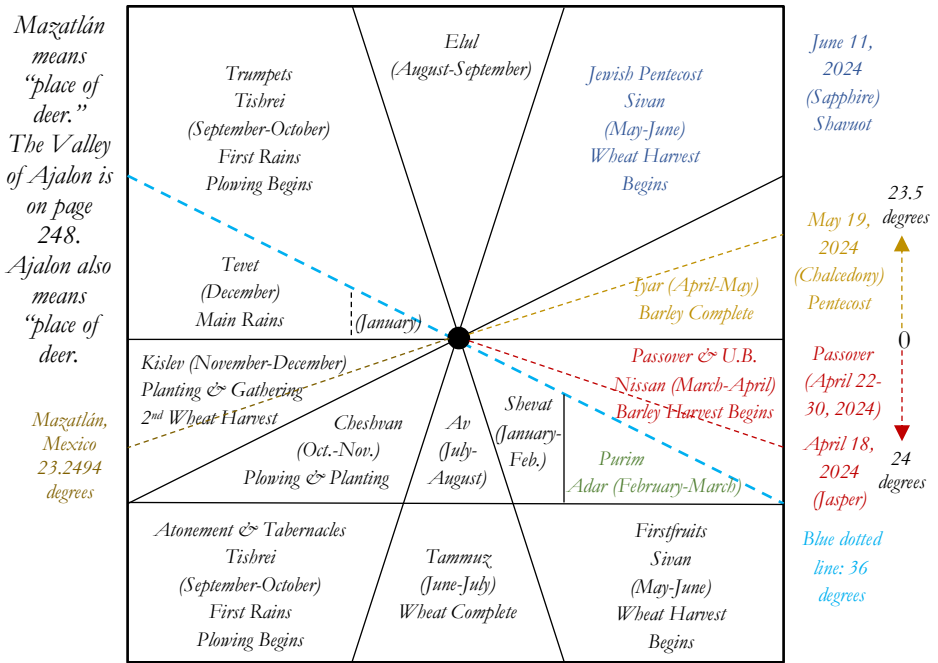 Mazatlán
means
“place of
deer.”
The Valley
of Ajalon is
on page
248.
Ajalon also
means
“place of
deer.
Mazatlán,
Mexico
23.2494
degrees
Trumpets
Tishrei
(September-October)
First Rains
Plowing Begins
Elul
(August-September)
Jewish Pentecost
Sivan
(May-June)
Wheat Harvest
Begins
Tevet
(December)
Main Rains
(January)
Iyar (April-May)
Barley Complete
Kislev (November-December)
Planting & Gathering
2nd Wheat Harvest
Cheshvan
(Oct.-Nov.)
Plowing & Planting
Av
(July-
August)
Shevat
(January-
Feb.)
Passover & U.B.
Nissan (March-April)
Barley Harvest Begins
Purim
Adar (February-March)
Atonement & Tabernacles
Tishrei
(September-October)
First Rains
Plowing Begins
Tammuz
(June-July)
Wheat Complete
Firstfruits
Sivan
(May-June)
Wheat Harvest
Begins
June 11,
2024
(Sapphire)
Shavuot
May 19,
2024
(Chalcedony)
Pentecost
Passover
(April 22-
30, 2024)
April 18,
2024
(Jasper)
Blue dotted
line: 36
degrees
23.5
degrees
0
24
degrees